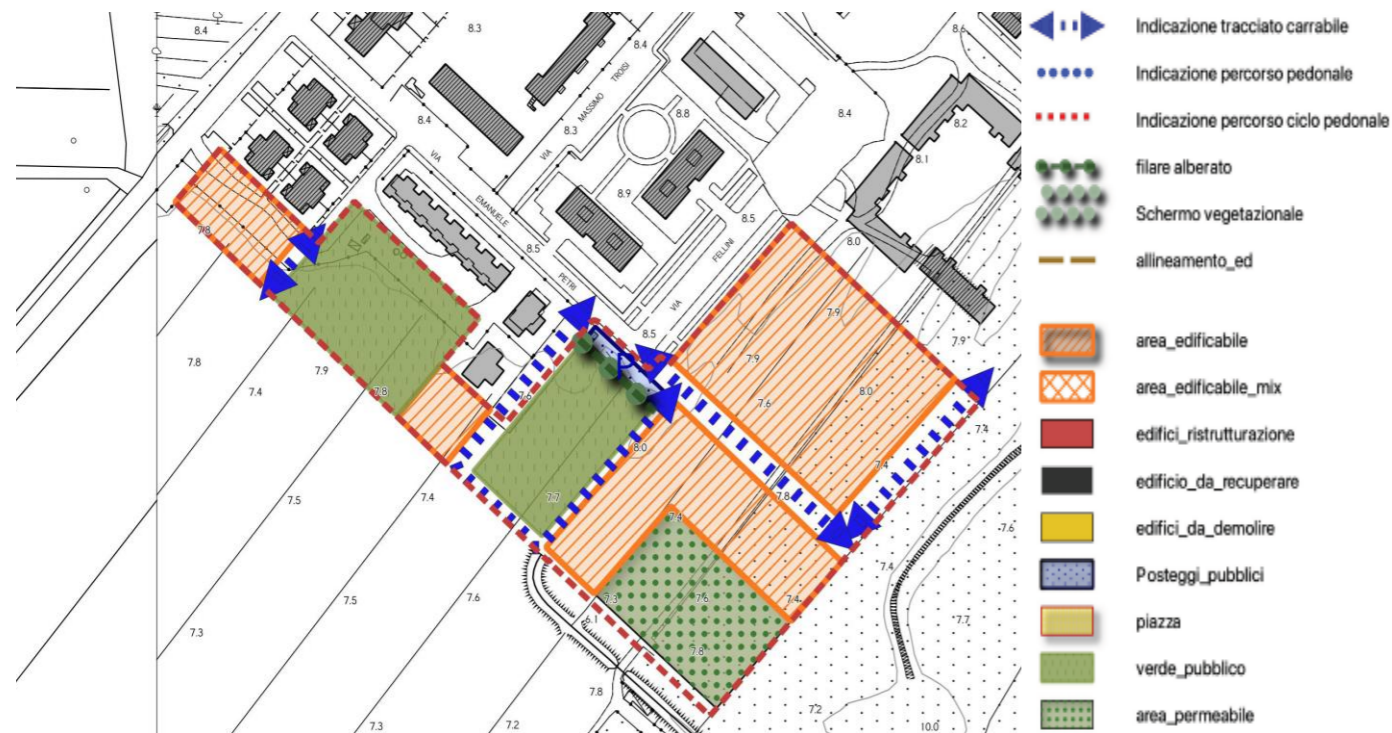 8.4
8.3
8.4
8.6
Indicazione tracciato carrabile
Indicazione percorso pedonale
Indicazione percorso ciclo pedonale
filare alberato
Schermo vegetazionale
allineamento_ed
area_edificabile
area_edificabile_mix
edifici_ristrutturazione
edificio_da_recuperare
edifici_da_demolire
Posteggi_pubblici
piazza
verde_pubblico
area_permeabile
VIA MASSIMO TROISI
8.4
8.3
8.8
8.4
8.2
8.1
VIA EMANUELE PETRI
8.9
8.5
8.5
VIA FELLINI
8.0
7.8
8.5
P
7.9
7.9
7.9
7.8
7.4
7.9
7.8
7.6
7.6
8.0
7.4
8.0
7.4
7.5
7.4
7.7
7.8
7.6
7.4
7.4
7.5
7.6
7.3
7.6
7.4
7.7
6.1
7.3
7.8
7.8
7.3
7.2
7.2
10.0